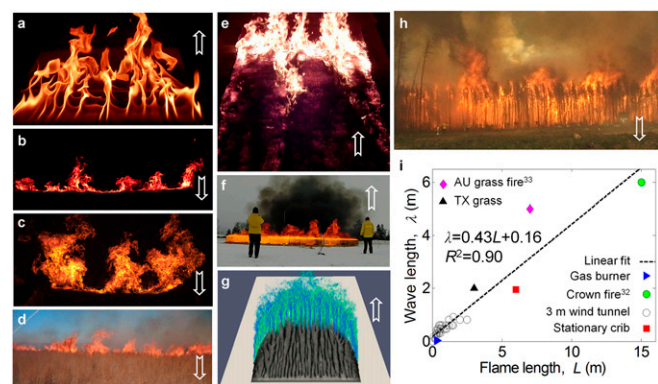 a
b
c
d
e
f
g
h
i
AU grass fire33
TX grass
λ=0.43L+0.16
R2=0.90
Linear fit
Gas burner
Crown fire32
3 m wind tunnel
Stationary crib
Wave length, λ (m)
6
4
2
0
0
5
10
15
Flame length, L (m)